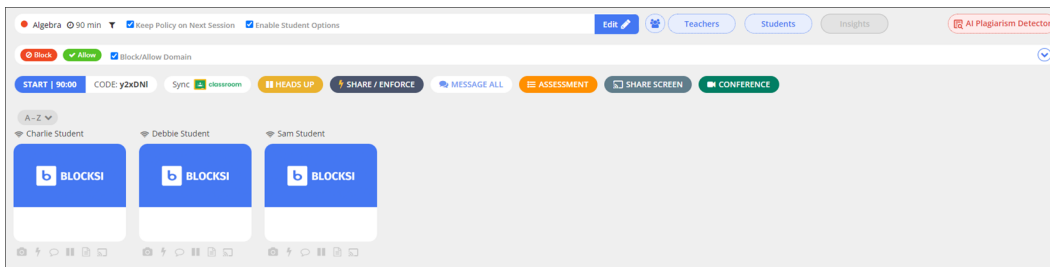 Algebra 90 min Keep Policy on Next Session Enable Student Options Edit Teachers Students Insights AI Plagiarism Detector
Block Allow Block/Allow Domain
START | 90:00 CODE: y2xDNl Sync classroom HEADS UP SHARE / ENFORCE MESSAGE ALL ASSESSMENT SHARE SCREEN CONFERENCE
A - Z
Charlie Student Debbie Student Sam Student
BLOCKSI BLOCKSI BLOCKSI